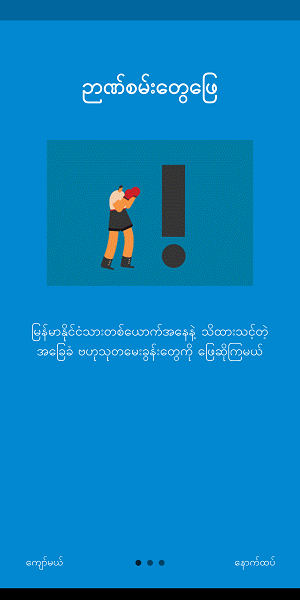 ဉာဏ်စမ်းတွေဖြေ
မြန်မာနိုင်ငံသားတစ်ယောက်အနေနဲ့ သိထားသင့်တဲ့
အခြေခံ ဗဟုသုတမေးခွန်းတွေကို ဖြေဆိုကြမယ်
ကျော်မယ်
နောက်ထပ်